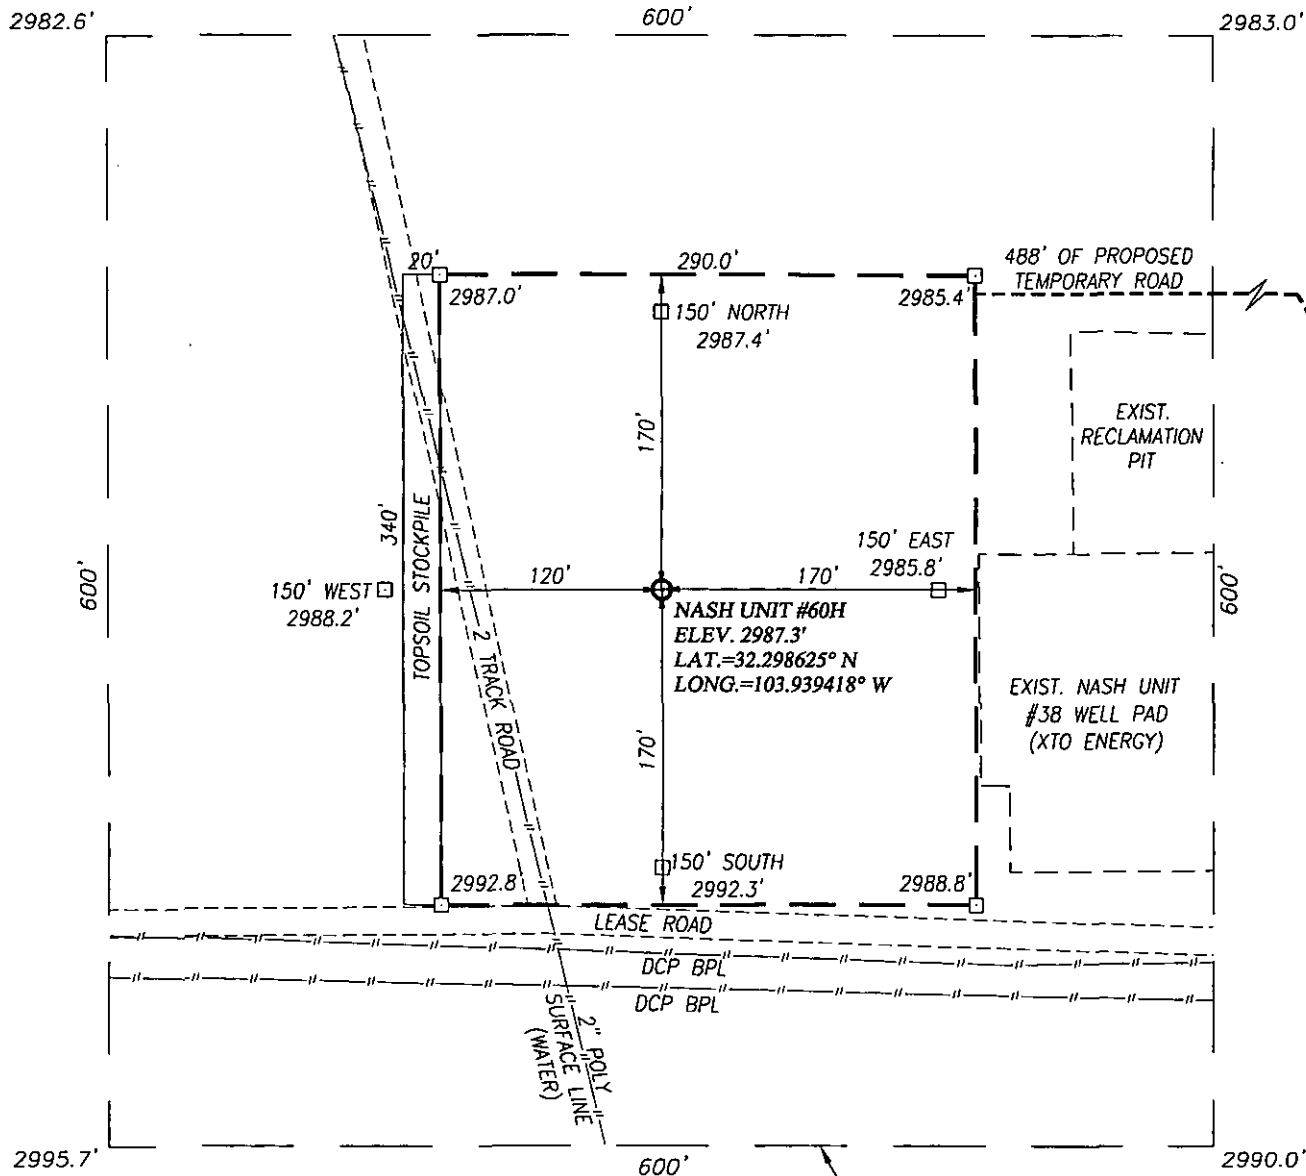 2982.6'
600'
2983.0'
20'
290.0'
488' OF PROPOSED
TEMPORARY ROAD
2987.0'
2985.4'
150' NORTH
2987.4'
170'
EXIST.
RECLAMATION
PIT
340'
TOPSOIL STOCKPILE
600'
150' WEST
2988.2'
120'
170'
150' EAST
2985.8'
600'
NASH UNIT #60H
ELEV. 2987.3'
LAT.=32.298625° N
LONG.=103.939418° W
2 TRACK ROAD
EXIST. NASH UNIT
#38 WELL PAD
(XTO ENERGY)
170'
150' SOUTH
2992.3'
2992.8'
2988.8'
LEASE ROAD
DCP BPL
DCP BPL
2" POLY
SURFACE LINE
(WATER)
2995.7'
600'
2990.0'